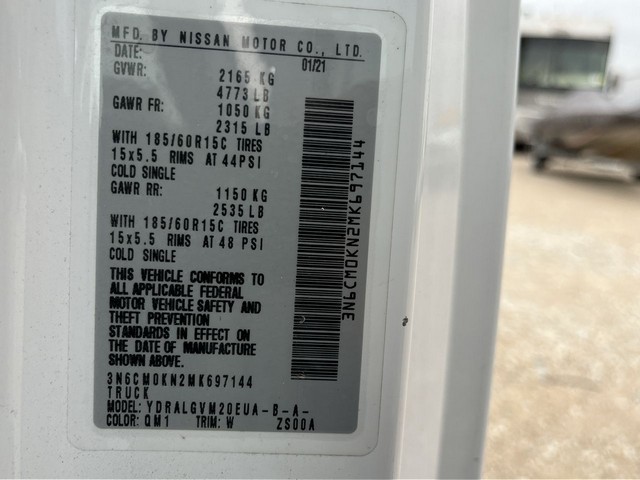 MFD. BY NISSAN MOTOR CO., LTD.
DATE: 01/21
GVWR: 2165 KG
4773 LB
GAWR FR: 1050 KG
2315 LB
WITH 185/60R15C TIRES
15x5.5 RIMS AT 44PSI
COLD SINGLE
GAWR RR: 1150 KG
2535 LB
WITH 185/60R15C TIRES
15x5.5 RIMS AT 48 PSI
COLD SINGLE
THIS VEHICLE CONFORMS TO
ALL APPLICABLE FEDERAL
MOTOR VEHICLE SAFETY AND
THEFT PREVENTION
STANDARDS IN EFFECT ON
THE DATE OF MANUFACTURE
SHOWN ABOVE.
3N6CM0KN2MK697144
TRUCK
MODEL: YDRALGVM20EUA-B-A-
COLOR: QM1 TRIM: W ZS00A
3N6CM0KN2MK697144